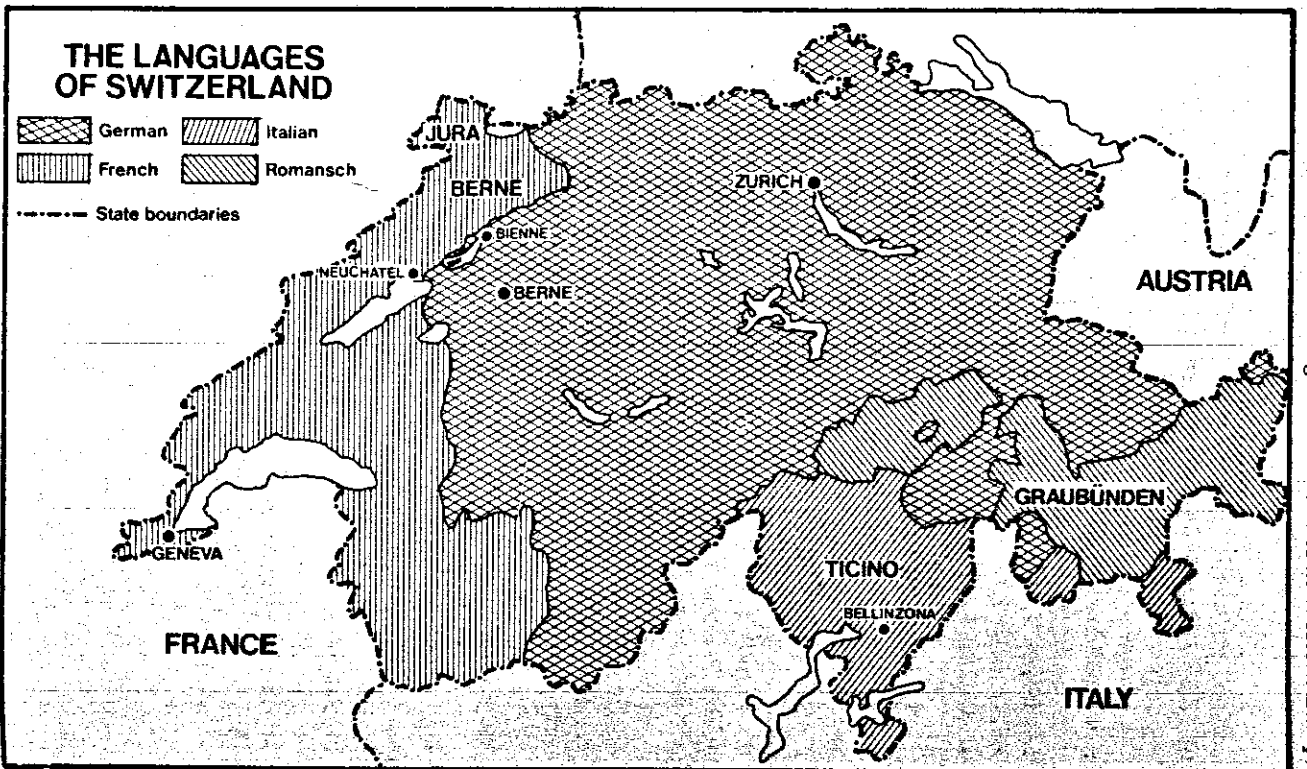 THE LANGUAGES
OF SWITZERLAND
German
Italian
French
Romansch
State boundaries
JURA
BERNE
ZURICH
BIENNE
NEUCHATEL
BERNE
AUSTRIA
GRAUBÜNDEN
GENEVA
TICINO
BELLINZONA
FRANCE
ITALY